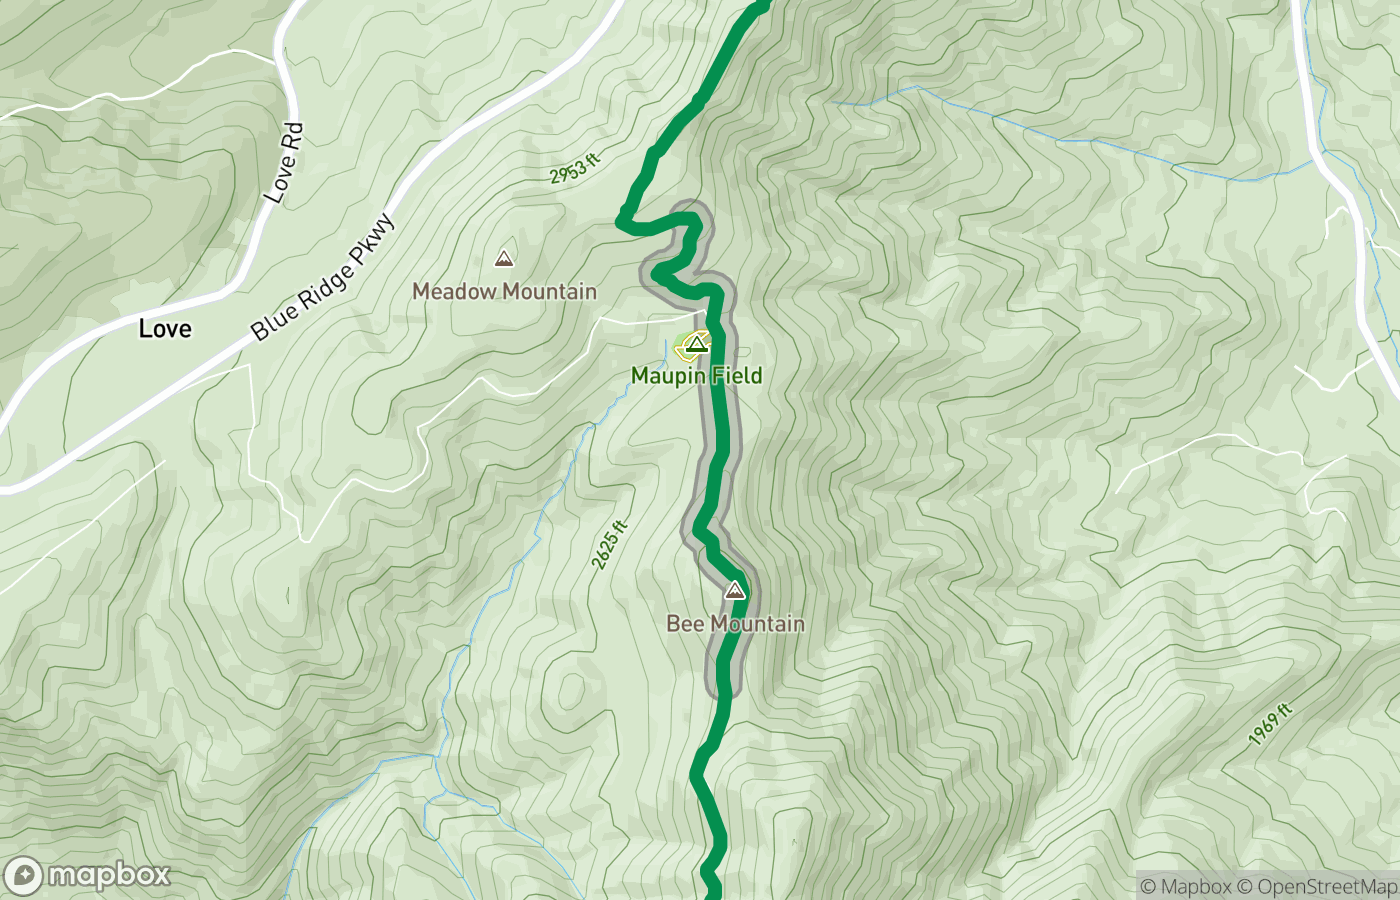 2953 ft
Love Rd
Blue Ridge Pkwy
Meadow Mountain
Love
Maupin Field
2625 ft
Bee Mountain
1969 ft
mapbox
© Mapbox © OpenStreetMap